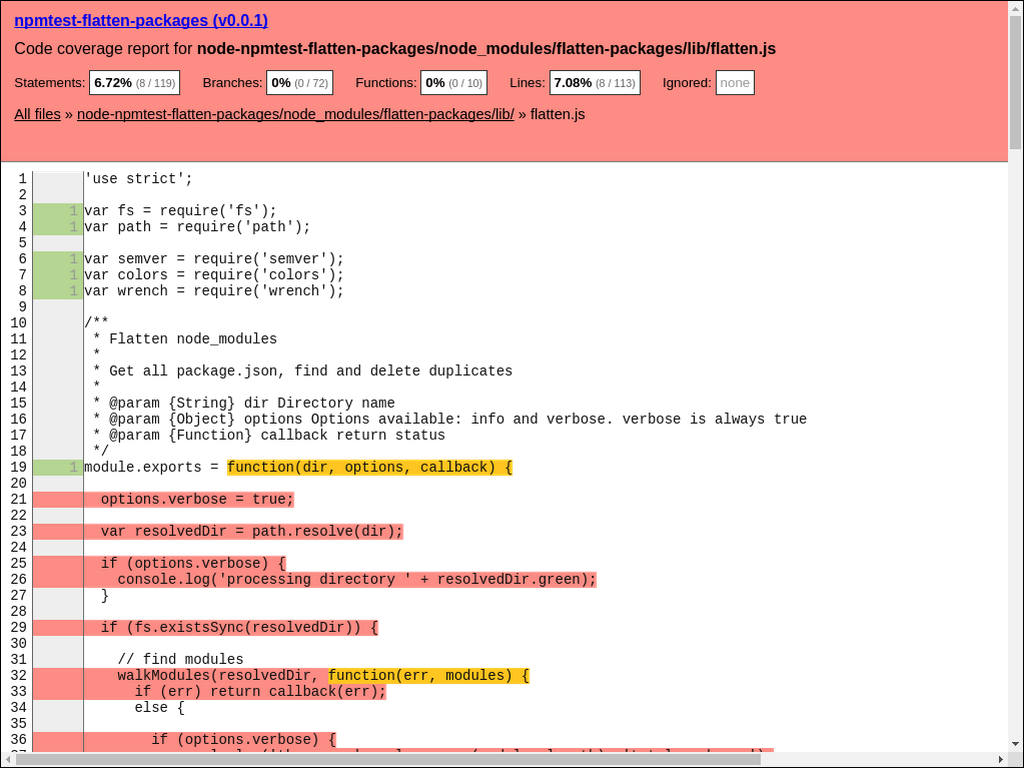 npmtest-flatten-packages (v0.0.1)
Code coverage report for node-npmtest-flatten-packages/node_modules/flatten-packages/lib/flatten.js
Statements: 6.72% (8 / 119) Branches: 0% (0 / 72) Functions: 0% (0 / 10) Lines: 7.08% (8 / 113) Ignored: none
All files » node-npmtest-flatten-packages/node_modules/flatten-packages/lib/ » flatten.js
1 'use strict';
2
3 1 var fs = require('fs');
4 1 var path = require('path');
5
6 1 var semver = require('semver');
7 1 var colors = require('colors');
8 1 var wrench = require('wrench');
9
10 /**
11 * Flatten node_modules
12 *
13 * Get all package.json, find and delete duplicates
14 *
15 * @param {String} dir Directory name
16 * @param {Object} options Options available: info and verbose. verbose is always true
17 * @param {Function} callback return status
18 */
19 1 module.exports = function(dir, options, callback) {
20
21 options.verbose = true;
22
23 var resolvedDir = path.resolve(dir);
24
25 if (options.verbose) {
26 console.log('processing directory ' + resolvedDir.green);
27 }
28
29 if (fs.existsSync(resolvedDir)) {
30
31 // find modules
32 walkModules(resolvedDir, function(err, modules) {
33 if (err) return callback(err);
34 else {
35
36 if (options.verbose) {